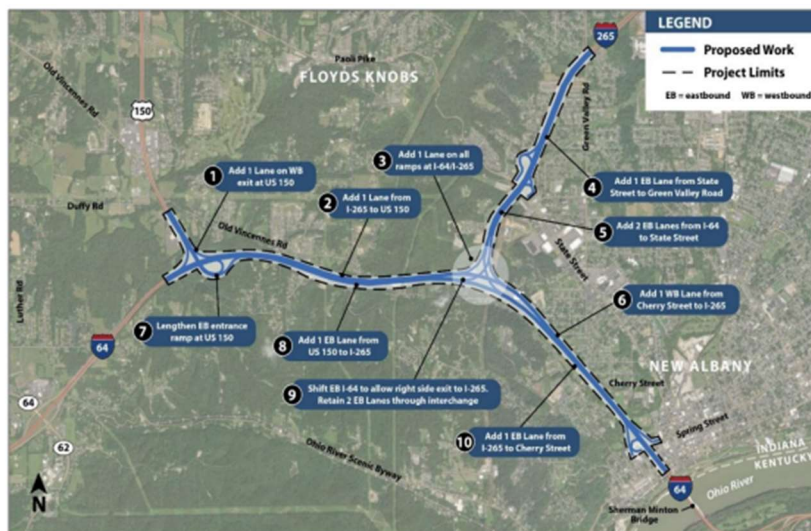 LEGEND
Proposed Work
Project Limits
EB = eastbound WB = westbound
265
Paoli Pike
FLOYDS KNOBS
Old Vincennes Rd
150
Green Valley Rd
1
Add 1 Lane on WB
exit at US 150
3
Add 1 Lane on all
ramps at I-64/I-265
4
Add 1 EB Lane from State
Street to Green Valley Road
2
Add 1 Lane from
I-265 to US 150
Duffy Rd
Old Vincennes Rd
5
Add 2 EB Lanes from I-64
to State Street
State Street
Luther Rd
6
Add 1 WB Lane from
Cherry Street to I-265
7
Lengthen EB entrance
ramp at US 150
8
Add 1 EB Lane from
US 150 to I-265
64
NEW ALBANY
9
Shift EB I-64 to allow right side exit to I-265.
Retain 2 EB Lanes through interchange
Cherry Street
64
62
10
Add 1 EB Lane from
I-265 to Cherry Street
Spring Street
Ohio River Scenic Byway
INDIANA
KENTUCKY
N
64
Ohio River
Sherman Minton
Bridge